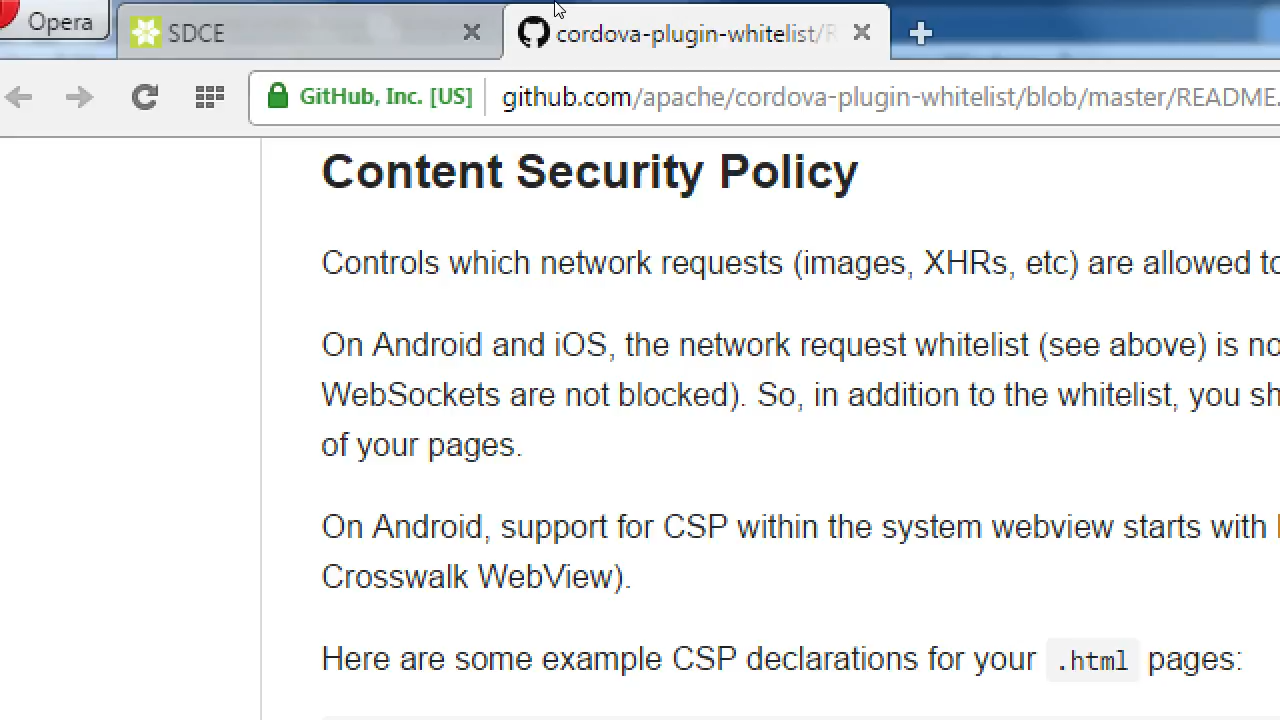 Opera
SDCE
cordova-plugin-whitelist/R
GitHub, Inc. [US]
github.com/apache/cordova-plugin-whitelist/blob/master/README.
Content Security Policy
Controls which network requests (images, XHRs, etc) are allowed to
On Android and iOS, the network request whitelist (see above) is no
WebSockets are not blocked). So, in addition to the whitelist, you sh
of your pages.
On Android, support for CSP within the system webview starts with
Crosswalk WebView).
Here are some example CSP declarations for your .html pages: